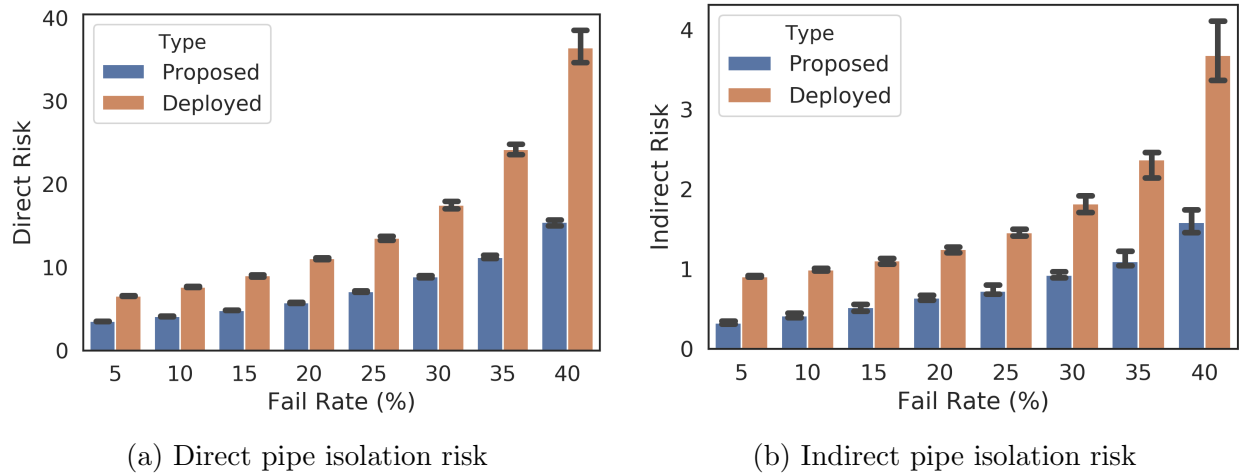 40
30
20
10
0
Direct Risk
Type
Proposed
Deployed
5 10 15 20 25 30 35 40
Fail Rate (%)
(a) Direct pipe isolation risk
4
3
2
1
0
Indirect Risk
Type
Proposed
Deployed
5 10 15 20 25 30 35 40
Fail Rate (%)
(b) Indirect pipe isolation risk